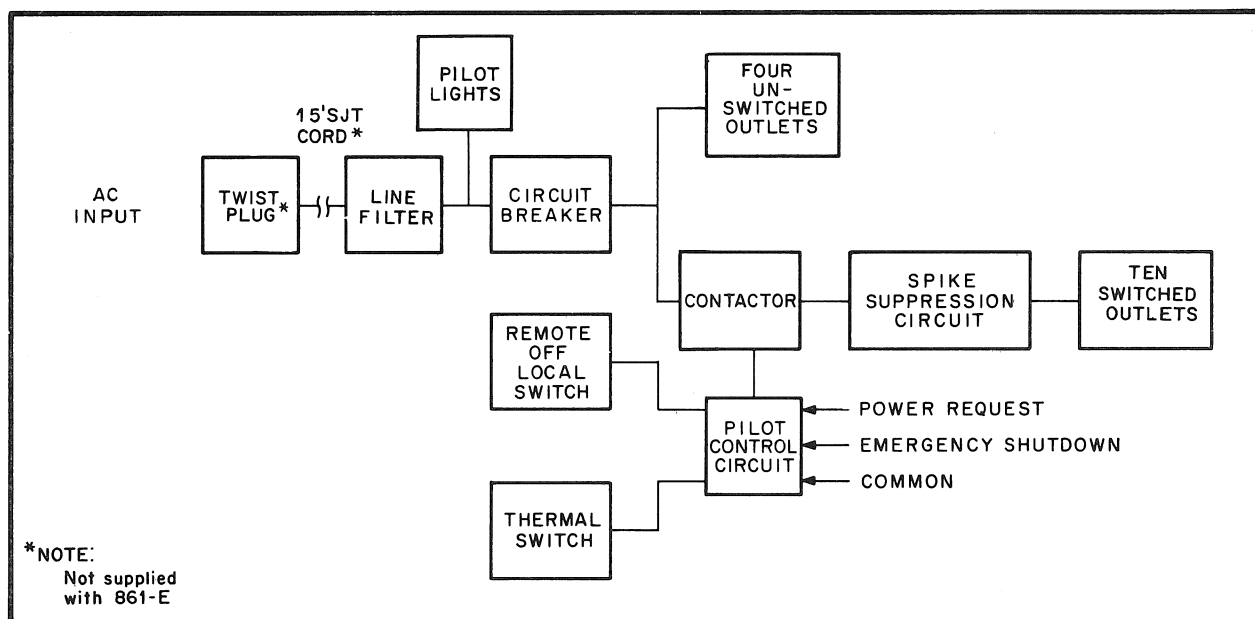 PILOT
LIGHTS
FOUR
UN-
SWITCHED
OUTLETS
15'SJT
CORD*
AC
INPUT
TWIST
PLUG*
LINE
FILTER
CIRCUIT
BREAKER
CONTACTOR
SPIKE
SUPPRESSION
CIRCUIT
TEN
SWITCHED
OUTLETS
REMOTE
OFF
LOCAL
SWITCH
PILOT
CONTROL
CIRCUIT
POWER REQUEST
EMERGENCY SHUTDOWN
COMMON
THERMAL
SWITCH
*NOTE:
Not supplied
with 861-E